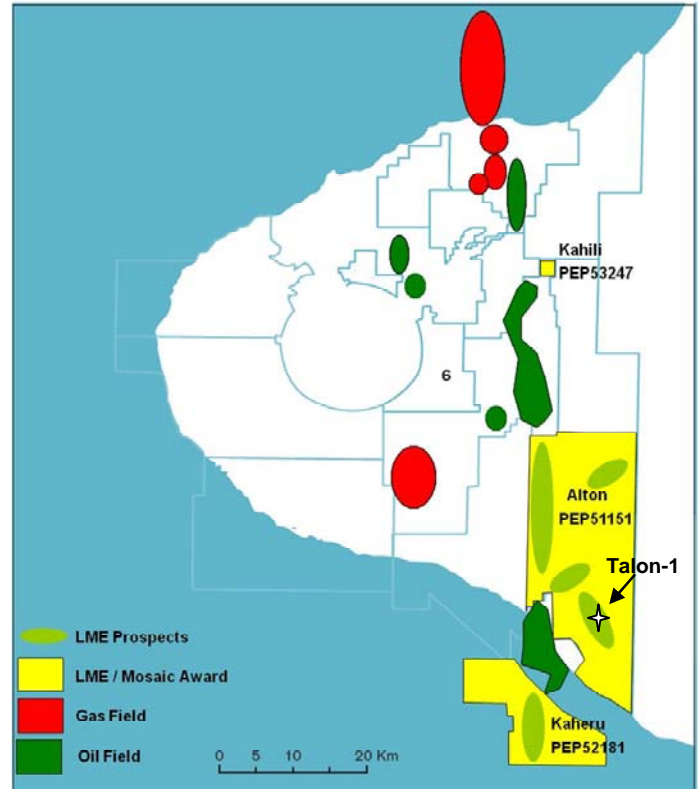 Kahili
PEP53247
6
Alton
PEP51151
Talon-1
LME Prospects
LME / Mosaic Award
Gas Field
Oil Field
0 5 10 20 Km
Kaheru
PEP52181